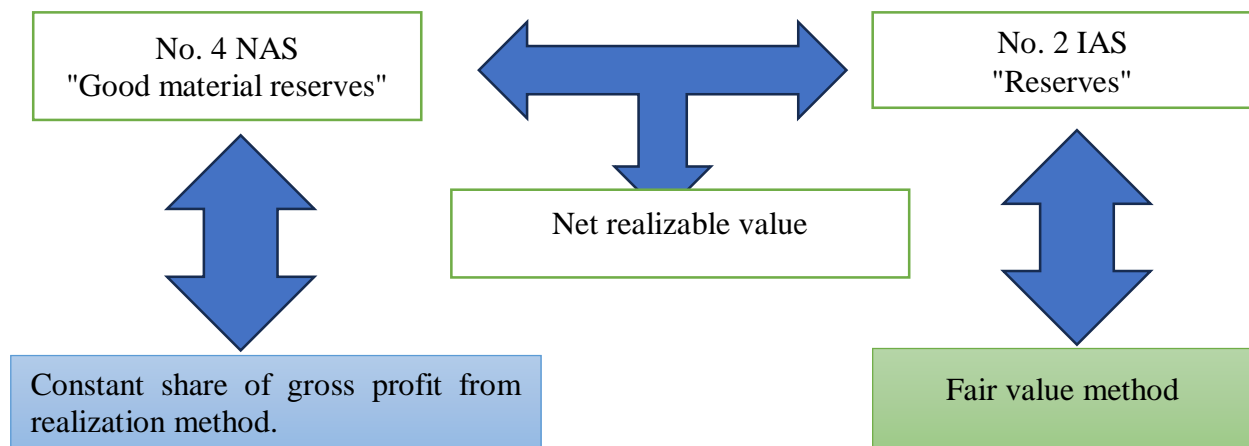 No. 4 NAS
"Good material reserves"
No. 2 IAS
"Reserves"
Net realizable value
Constant share of gross profit from
realization method.
Fair value method